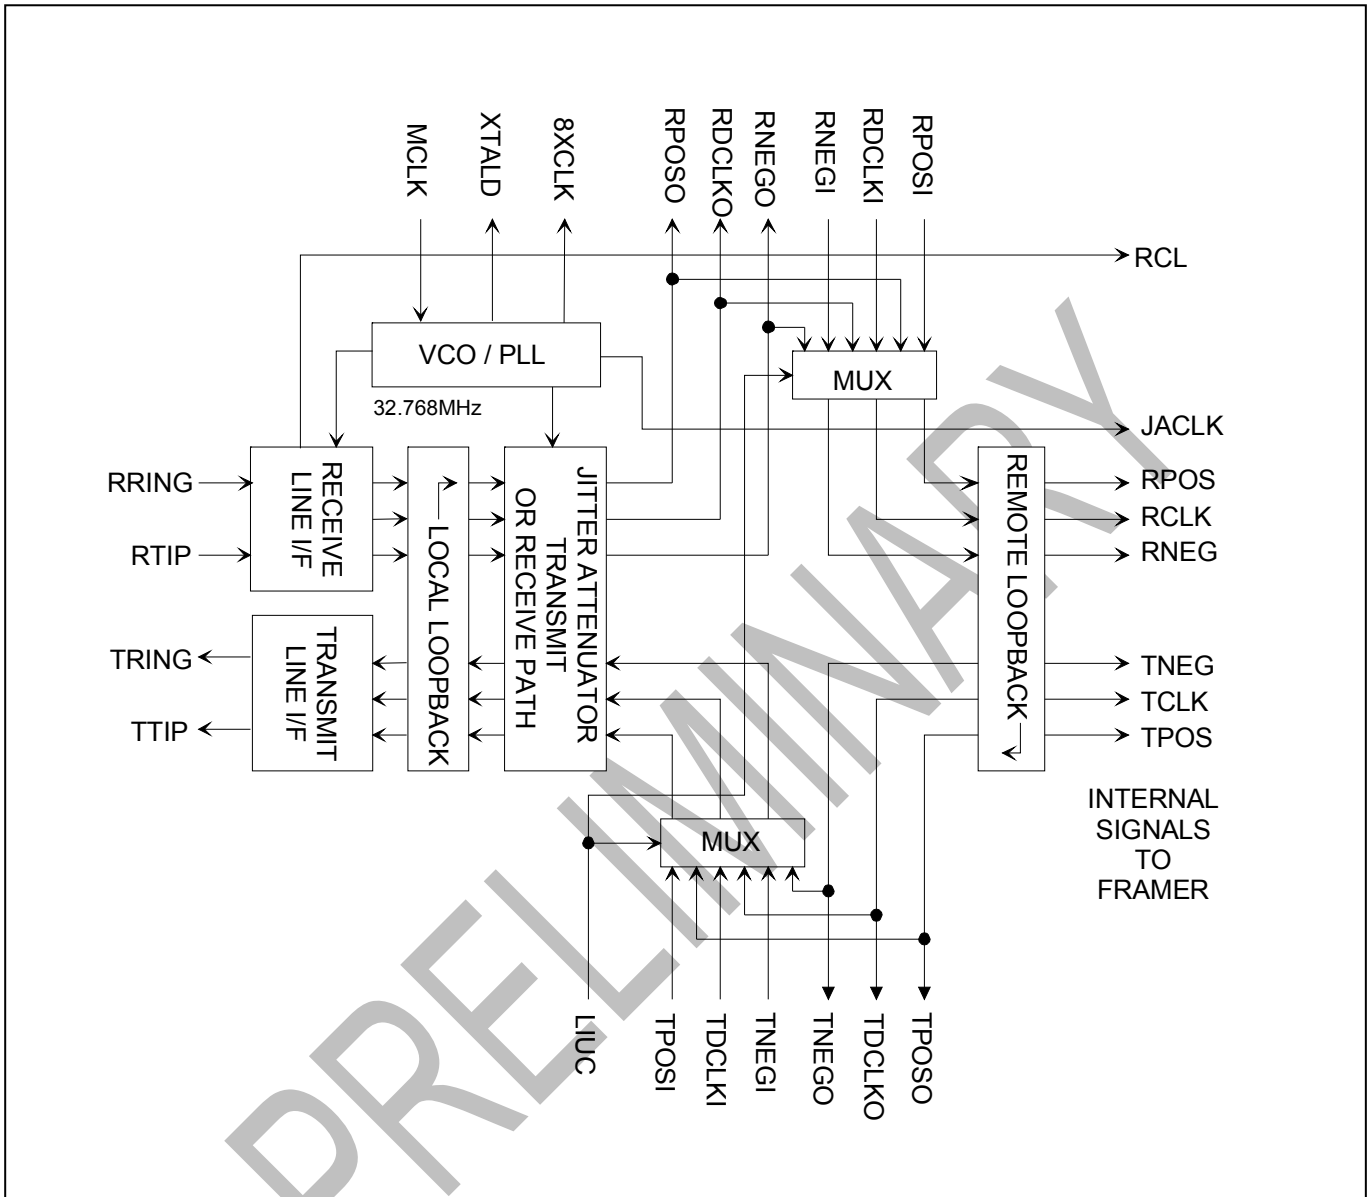 MCLK
XTALD
8XCLK
RPOSO
RDCLKO
RNEGO
RNEGI
RDCLKI
RPOSI
RCL
VCO / PLL
32.768MHz
MUX
JACLK
RRING
RTIP
RECEIVE
LINE I/F
LOCAL LOOPBACK
JITTER ATTENUATOR
TRANSMIT
OR RECEIVE PATH
REMOTE LOOPBACK
RPOS
RCLK
RNEG
TRING
TTIP
TRANSMIT
LINE I/F
TNEG
TCLK
TPOS
MUX
INTERNAL
SIGNALS
TO
FRAMER
LIUC
TPOSI
TDCLKI
TNEGI
TNEGO
TDCLKO
TPOSO
PRELIMINARY